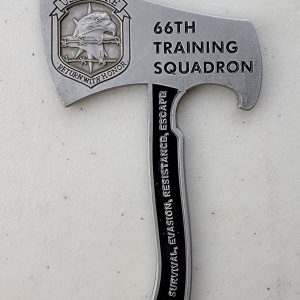 66TH
TRAINING
SQUADRON
RETURN WITH HONOR
SURVIVAL, EVASION, RESISTANCE, ESCAPE